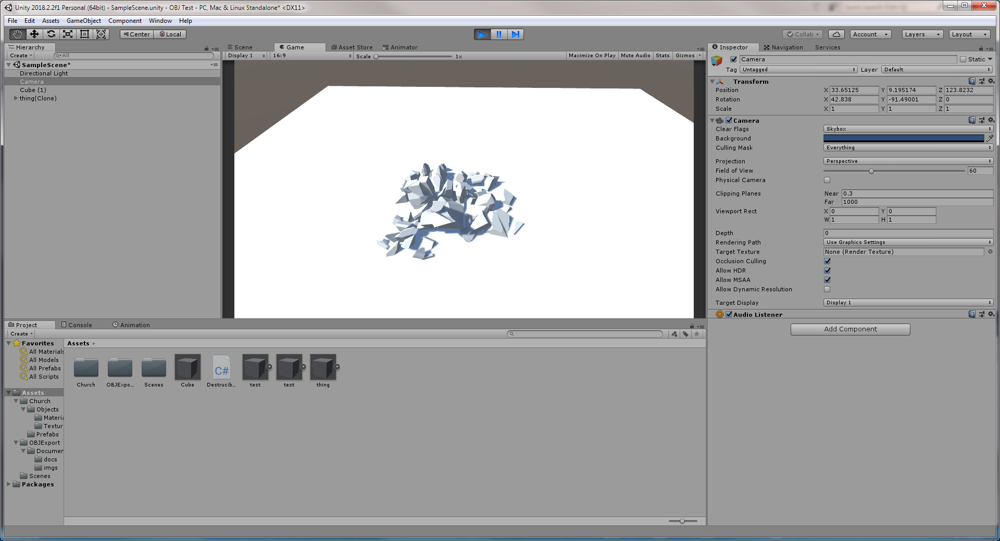 Unity 2018.2.2f1 Personal (64bit) - SampleScene.unity - OBJ Test - PC, Mac & Linux Standalone* <DX11>
File Edit Assets GameObject Component Window Help
Center Local Collab Account Layers Layout
Hierarchy
Create All
SampleScene*
Directional Light
Camera
Cube (1)
thing(Clone)
Scene Game Asset Store Animator
Display 1 16:9 Scale 1x Maximize On Play Mute Audio Stats Gizmos
Inspector Navigation Services
Camera Static
Tag Untagged Layer Default
Transform
Position X 33.65125 Y 9.195174 Z 123.8232
Rotation X 42.838 Y -91.49001 Z 0
Scale X 1 Y 1 Z 1
Camera
Clear Flags Skybox
Background
Culling Mask Everything
Projection Perspective
Field of View 60
Physical Camera
Clipping Planes Near 0.3
Far 1000
Viewport Rect X 0 Y 0
W 1 H 1
Depth 0
Rendering Path Use Graphics Settings
Target Texture None (Render Texture)
Occlusion Culling
Allow HDR
Allow MSAA
Allow Dynamic Resolution
Target Display Display 1
Audio Listener
Add Component
Project Console Animation
Create
Favorites
All Materials
All Models
All Prefabs
All Scripts
Assets
Church
Objects
Materia
Textur
Prefabs
OBJExport
Documen
docs
imgs
Scenes
Packages
Assets
C#
Church OBJExpo... Scenes Cube Destrucib... test test thing